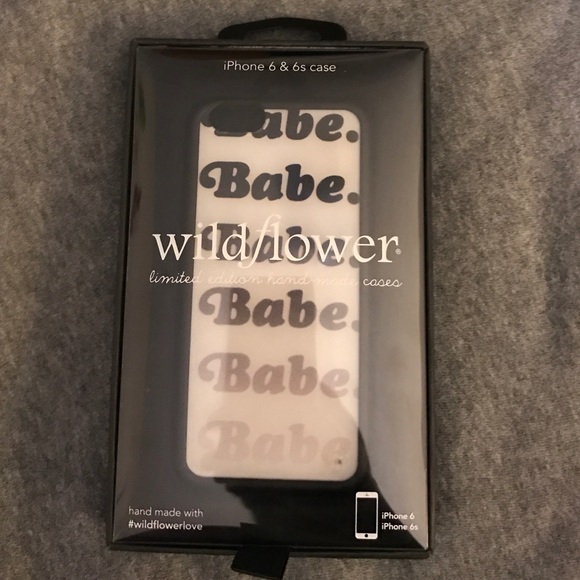 iPhone 6 & 6s case
Babe.
Babe.
Babe.
wildflower®
limited edition hand made cases
Babe.
Babe.
Babe.
hand made with
#wildflowerlove
iPhone 6
iPhone 6s